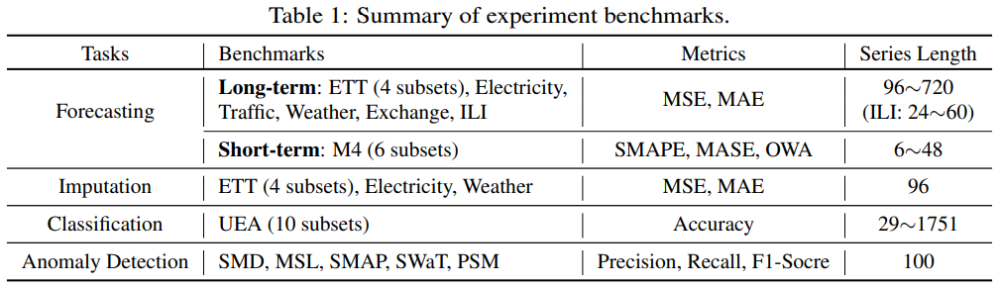 Table 1: Summary of experiment benchmarks.
Tasks Benchmarks Metrics Series Length
Forecasting Long-term: ETT (4 subsets), Electricity, Traffic, Weather, Exchange, ILI MSE, MAE 96∼720 (ILI: 24∼60)
Short-term: M4 (6 subsets) SMAPE, MASE, OWA 6∼48
Imputation ETT (4 subsets), Electricity, Weather MSE, MAE 96
Classification UEA (10 subsets) Accuracy 29∼1751
Anomaly Detection SMD, MSL, SMAP, SWaT, PSM Precision, Recall, F1-Socre 100